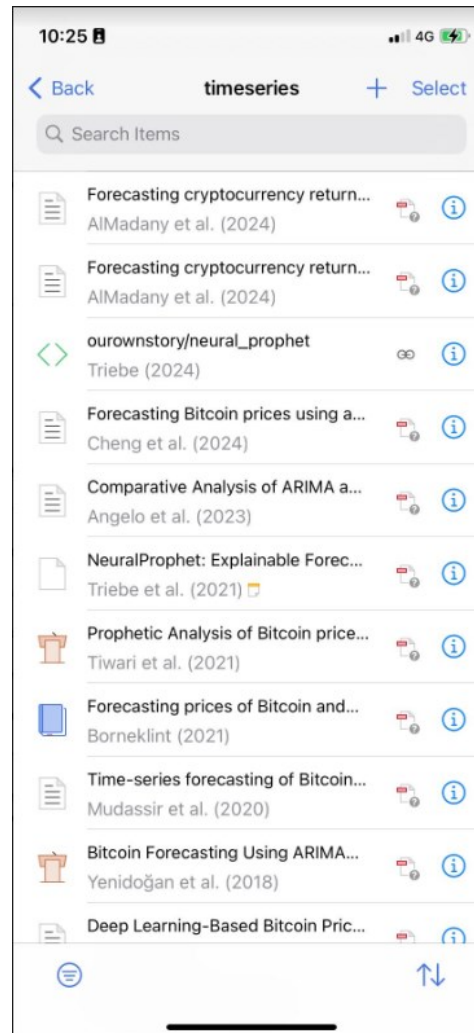 10:25
4G
Back
timeseries
Select
Search Items
Forecasting cryptocurrency return...
AlMadany et al. (2024)
Forecasting cryptocurrency return...
AlMadany et al. (2024)
ourownstory/neural_prophet
Triebe (2024)
Forecasting Bitcoin prices using a...
Cheng et al. (2024)
Comparative Analysis of ARIMA a...
Angelo et al. (2023)
NeuralProphet: Explainable Forec...
Triebe et al. (2021)
Prophetic Analysis of Bitcoin price...
Tiwari et al. (2021)
Forecasting prices of Bitcoin and...
Borneklint (2021)
Time-series forecasting of Bitcoin...
Mudassir et al. (2020)
Bitcoin Forecasting Using ARIMA...
Yenidoğan et al. (2018)
Deep Learning-Based Bitcoin Pric...